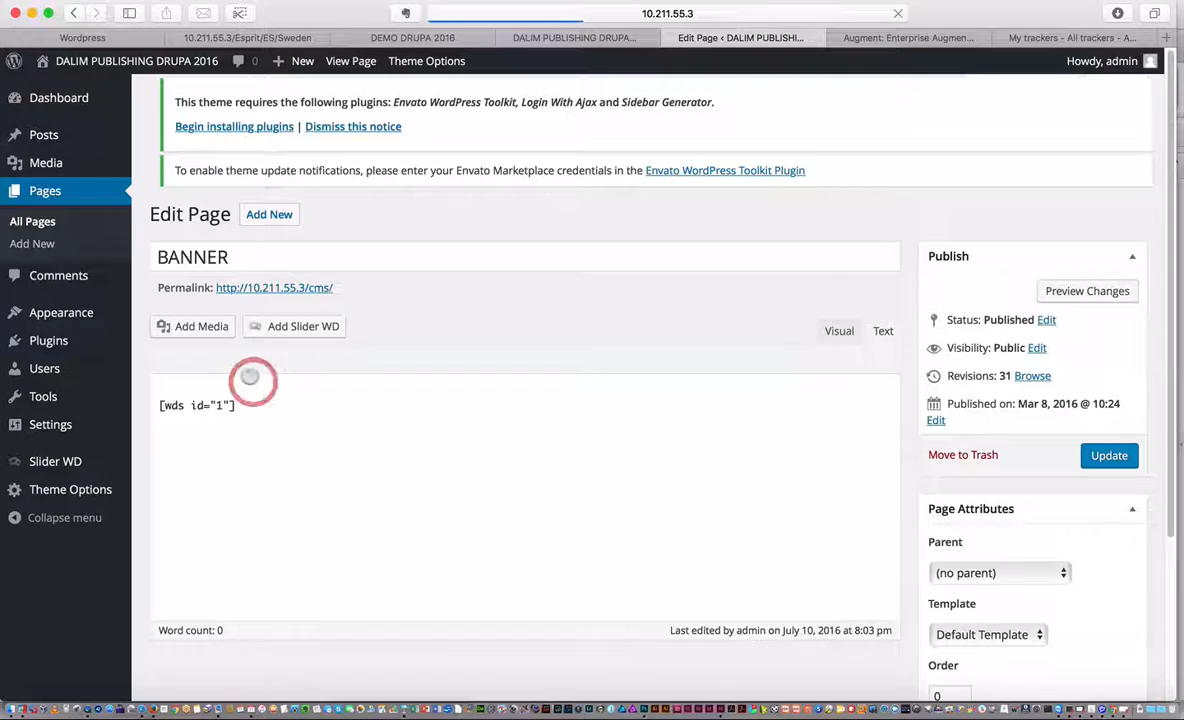 10.211.55.3
Wordpress
10.211.55.3/Esprit/ES/Sweden
DEMO DRUPA 2016
DALIM PUBLISHING DRUPA...
Edit Page ‹ DALIM PUBLISHI...
Augment: Enterprise Augmen...
My trackers - All trackers - A...
DALIM PUBLISHING DRUPA 2016
0
New
View Page
Theme Options
Howdy, admin
Dashboard
Posts
Media
Pages
All Pages
Add New
Comments
Appearance
Plugins
Users
Tools
Settings
Slider WD
Theme Options
Collapse menu
This theme requires the following plugins: Envato WordPress Toolkit, Login With Ajax and Sidebar Generator.
Begin installing plugins | Dismiss this notice
To enable theme update notifications, please enter your Envato Marketplace credentials in the Envato WordPress Toolkit Plugin
Edit Page
Add New
BANNER
Permalink: http://10.211.55.3/cms/
Add Media
Add Slider WD
Visual
Text
[wds id="1"]
Word count: 0
Last edited by admin on July 10, 2016 at 8:03 pm
Publish
Preview Changes
Status: Published Edit
Visibility: Public Edit
Revisions: 31 Browse
Published on: Mar 8, 2016 @ 10:24
Edit
Move to Trash
Update
Page Attributes
Parent
(no parent)
Template
Default Template
Order
0